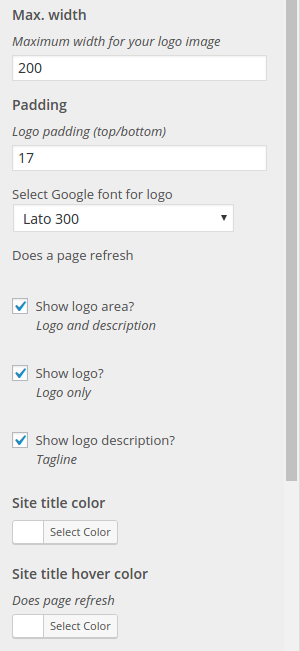 Max. width
Maximum width for your logo image
200
Padding
Logo padding (top/bottom)
17
Select Google font for logo
Lato 300
Does a page refresh
Show logo area?
Logo and description
Show logo?
Logo only
Show logo description?
Tagline
Site title color
Select Color
Site title hover color
Does page refresh
Select Color